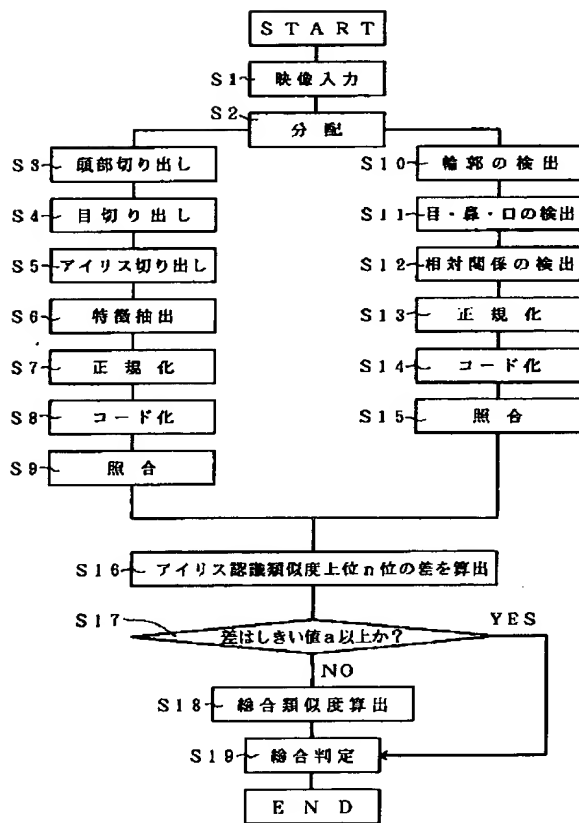 START
S1 映像入力
S2 分配
S3 頭部切り出し
S4 目切り出し
S5 アイリス切り出し
S6 特徴抽出
S7 正規化
S8 コード化
S9 照合
S10 輪郭の検出
S11 目・鼻・口の検出
S12 相対関係の検出
S13 正規化
S14 コード化
S15 照合
S16 アイリス認識類似度上位n位の差を算出
S17 差はしきい値a以上か?
YES
NO
S18 総合類似度算出
S19 総合判定
END